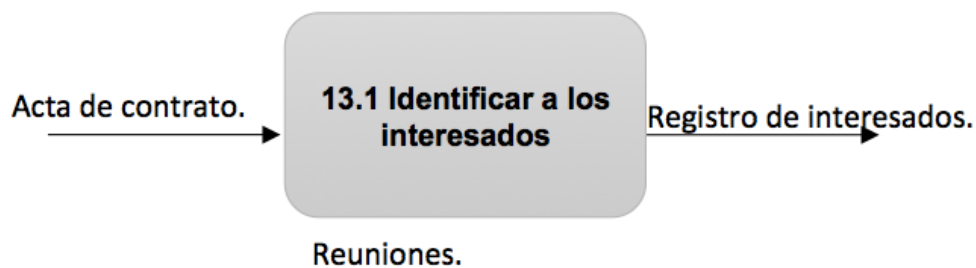 Acta de contrato.
13.1 Identificar a los
interesados
Registro de interesados.
Reuniones.